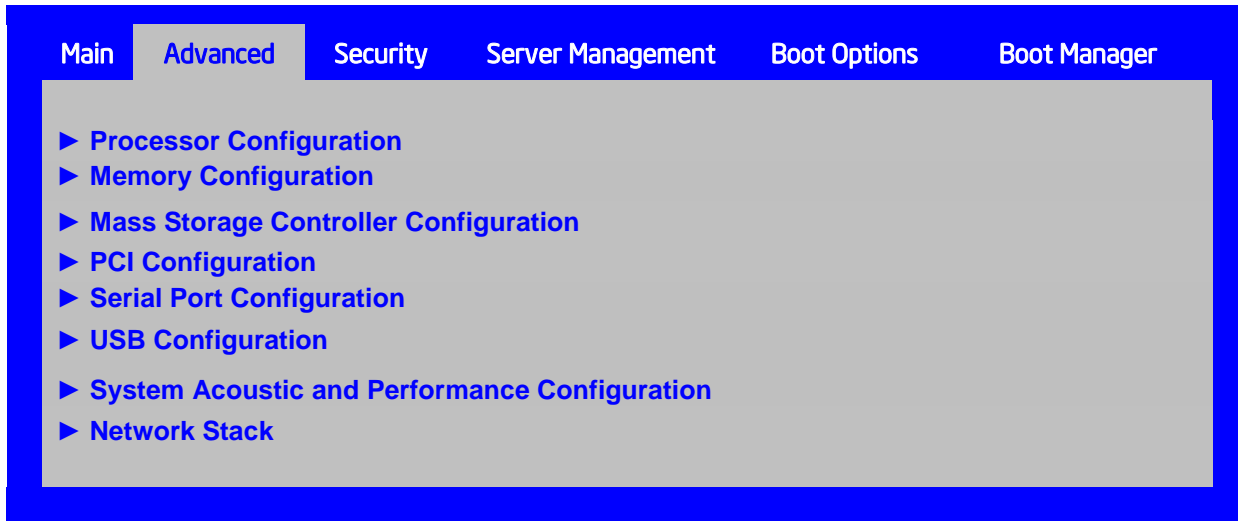 Main Advanced Security Server Management Boot Options Boot Manager
► Processor Configuration
► Memory Configuration
► Mass Storage Controller Configuration
► PCI Configuration
► Serial Port Configuration
► USB Configuration
► System Acoustic and Performance Configuration
► Network Stack